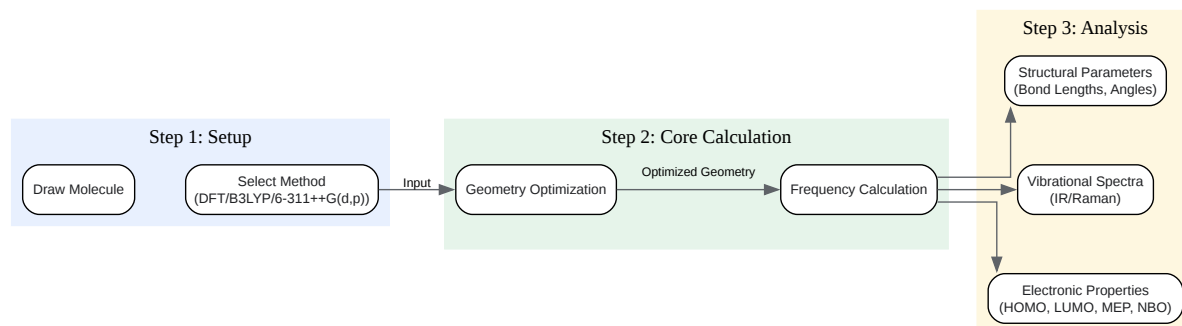 Step 1: Setup
Draw Molecule
Select Method
(DFT/B3LYP/6-311++G(d,p))
Input
Step 2: Core Calculation
Geometry Optimization
Optimized Geometry
Frequency Calculation
Step 3: Analysis
Structural Parameters
(Bond Lengths, Angles)
Vibrational Spectra
(IR/Raman)
Electronic Properties
(HOMO, LUMO, MEP, NBO)